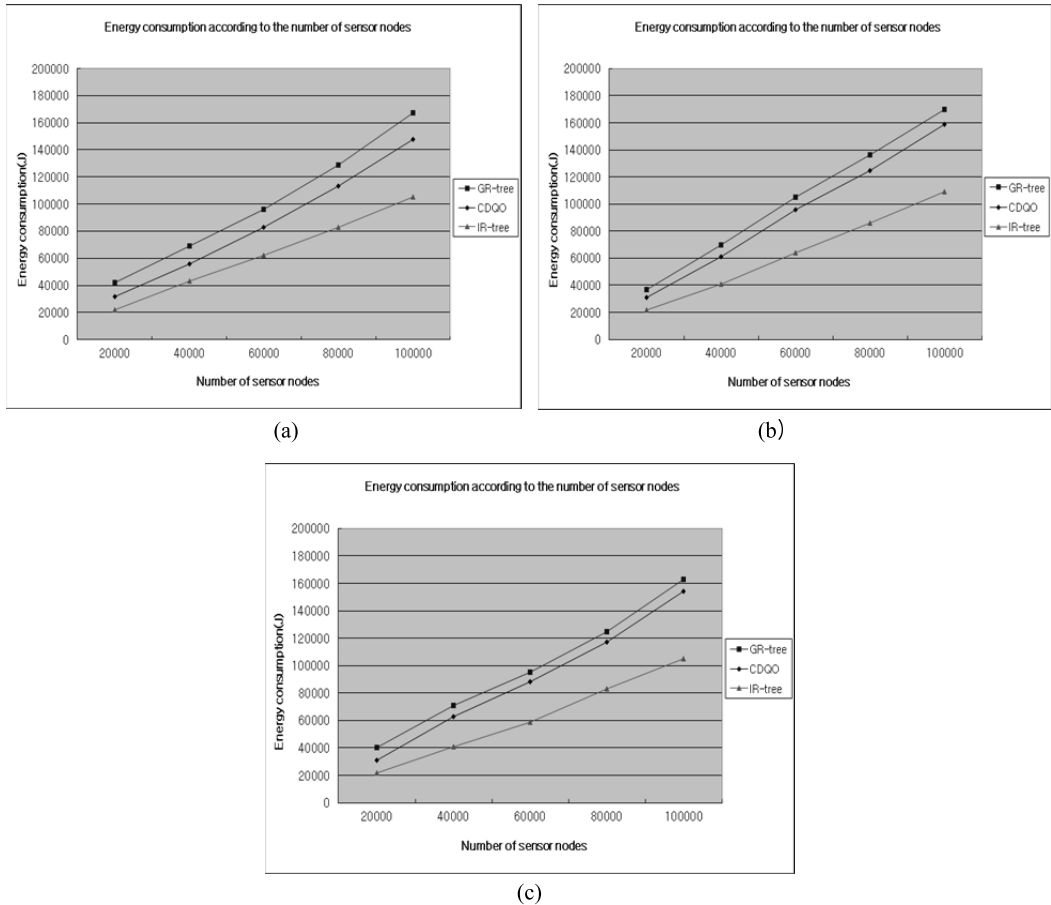 Energy consumption according to the number of sensor nodes
200000
180000
160000
140000
120000
100000
80000
60000
40000
20000
0
Energy consumption(J)
20000 40000 60000 80000 100000
Number of sensor nodes
GR-tree
CDQO
IR-tree
(a)
Energy consumption according to the number of sensor nodes
200000
180000
160000
140000
120000
100000
80000
60000
40000
20000
0
Energy consumption(J)
20000 40000 60000 80000 100000
Number of sensor nodes
GR-tree
CDQO
IR-tree
(b)
Energy consumption according to the number of sensor nodes
200000
180000
160000
140000
120000
100000
80000
60000
40000
20000
0
Energy consumption(J)
20000 40000 60000 80000 100000
Number of sensor nodes
GR-tree
CDQO
IR-tree
(c)